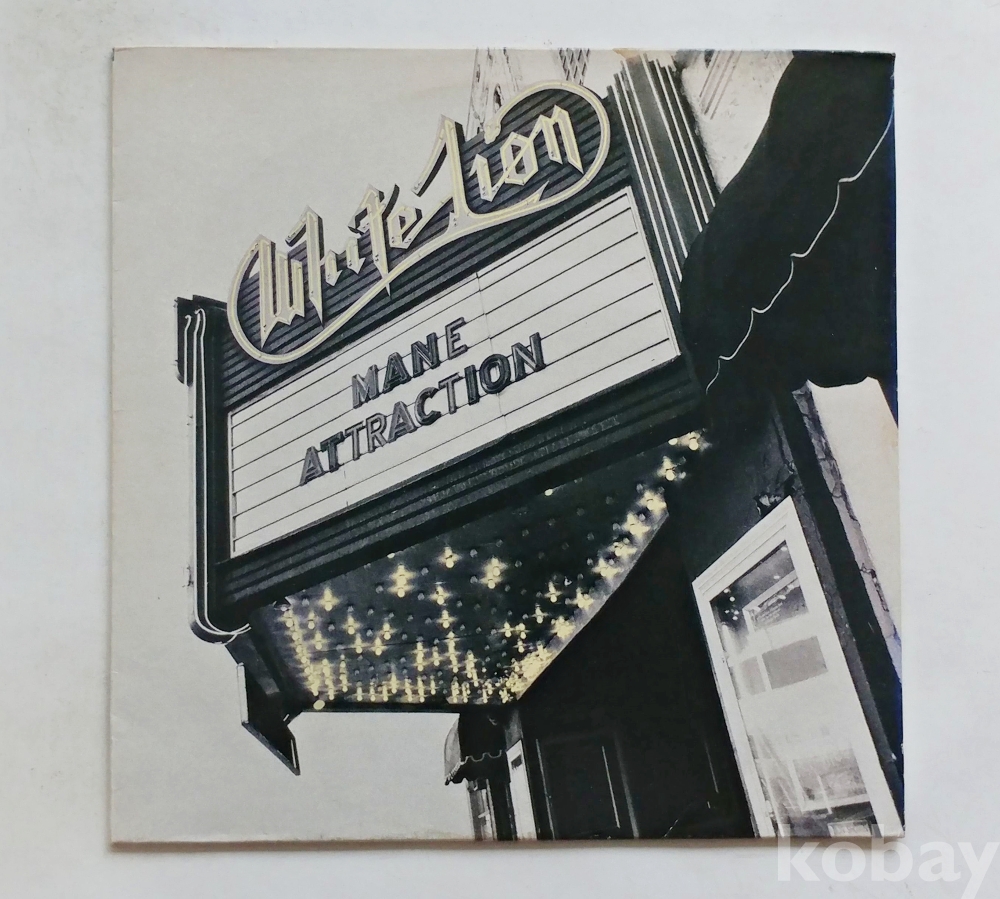 White Lion
MANE
ATTRACTION
kobay